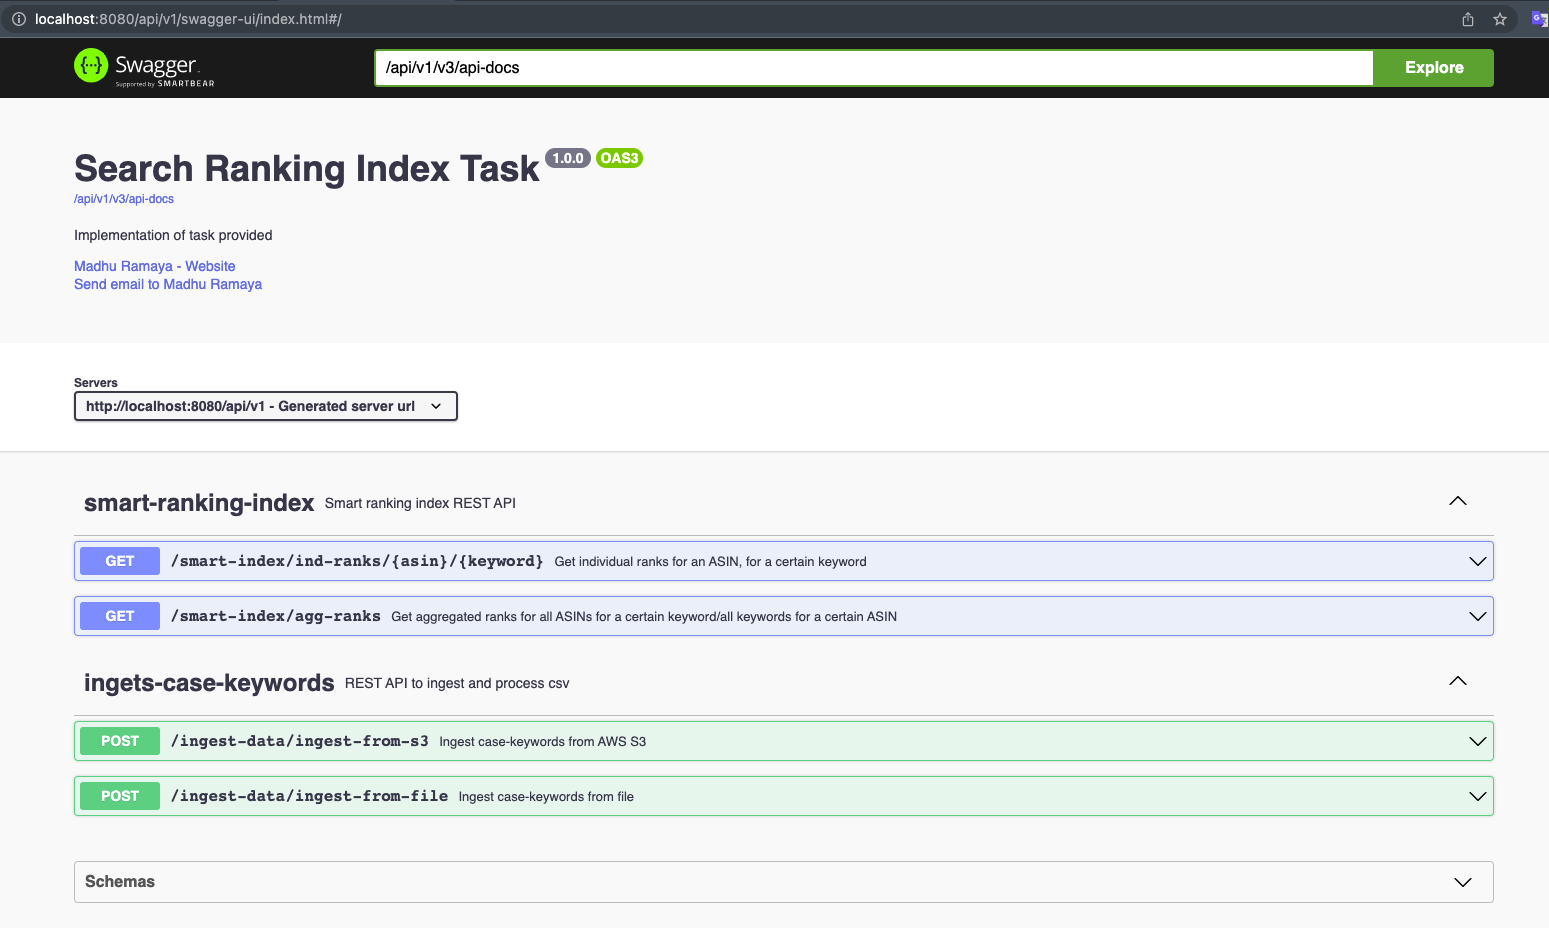 localhost:8080/api/v1/swagger-ui/index.html#/
Swagger.
Supported by SMARTBEAR
/api/v1/v3/api-docs
Explore
Search Ranking Index Task 1.0.0 OAS3
/api/v1/v3/api-docs
Implementation of task provided
Madhu Ramaya - Website
Send email to Madhu Ramaya
Servers
http://localhost:8080/api/v1 - Generated server url
smart-ranking-index Smart ranking index REST API
GET /smart-index/ind-ranks/{asin}/{keyword} Get individual ranks for an ASIN, for a certain keyword
GET /smart-index/agg-ranks Get aggregated ranks for all ASINs for a certain keyword/all keywords for a certain ASIN
ingets-case-keywords REST API to ingest and process csv
POST /ingest-data/ingest-from-s3 Ingest case-keywords from AWS S3
POST /ingest-data/ingest-from-file Ingest case-keywords from file
Schemas